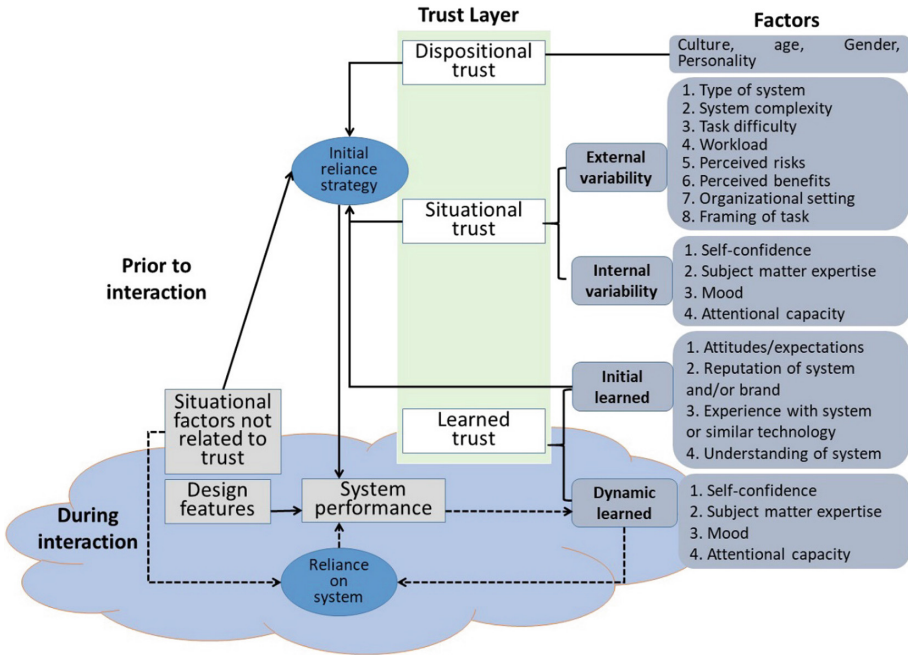 Trust Layer
Factors
Dispositional
trust
Culture, age, Gender,
Personality
1. Type of system
2. System complexity
3. Task difficulty
4. Workload
5. Perceived risks
6. Perceived benefits
7. Organizational setting
8. Framing of task
External
variability
Initial
reliance
strategy
Situational
trust
Prior to
interaction
Internal
variability
1. Self-confidence
2. Subject matter expertise
3. Mood
4. Attentional capacity
Initial
learned
1. Attitudes/expectations
2. Reputation of system
and/or brand
3. Experience with system
or similar technology
4. Understanding of system
Situational
factors not
related to
trust
Learned
trust
During
interaction
Design
features
System
performance
Dynamic
learned
1. Self-confidence
2. Subject matter expertise
3. Mood
4. Attentional capacity
Reliance
on
system